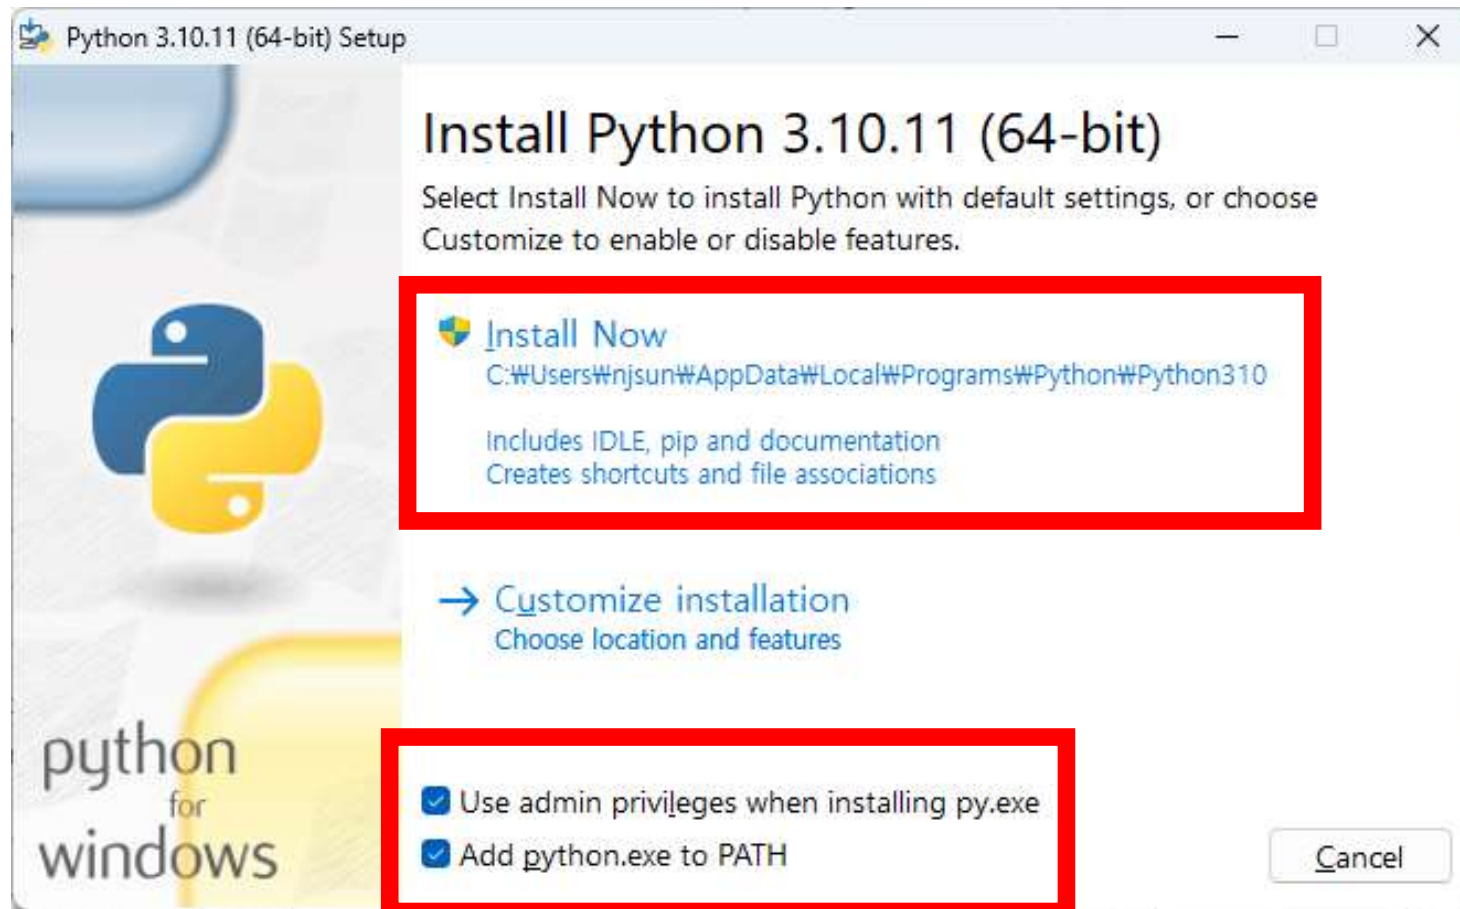 Python 3.10.11 (64-bit) Setup
Install Python 3.10.11 (64-bit)
Select Install Now to install Python with default settings, or choose
Customize to enable or disable features.
Install Now
C:₩Users₩njsun₩AppData₩Local₩Programs₩Python₩Python310
Includes IDLE, pip and documentation
Creates shortcuts and file associations
Customize installation
Choose location and features
python
for
windows
Use admin privileges when installing py.exe
Add python.exe to PATH
Cancel